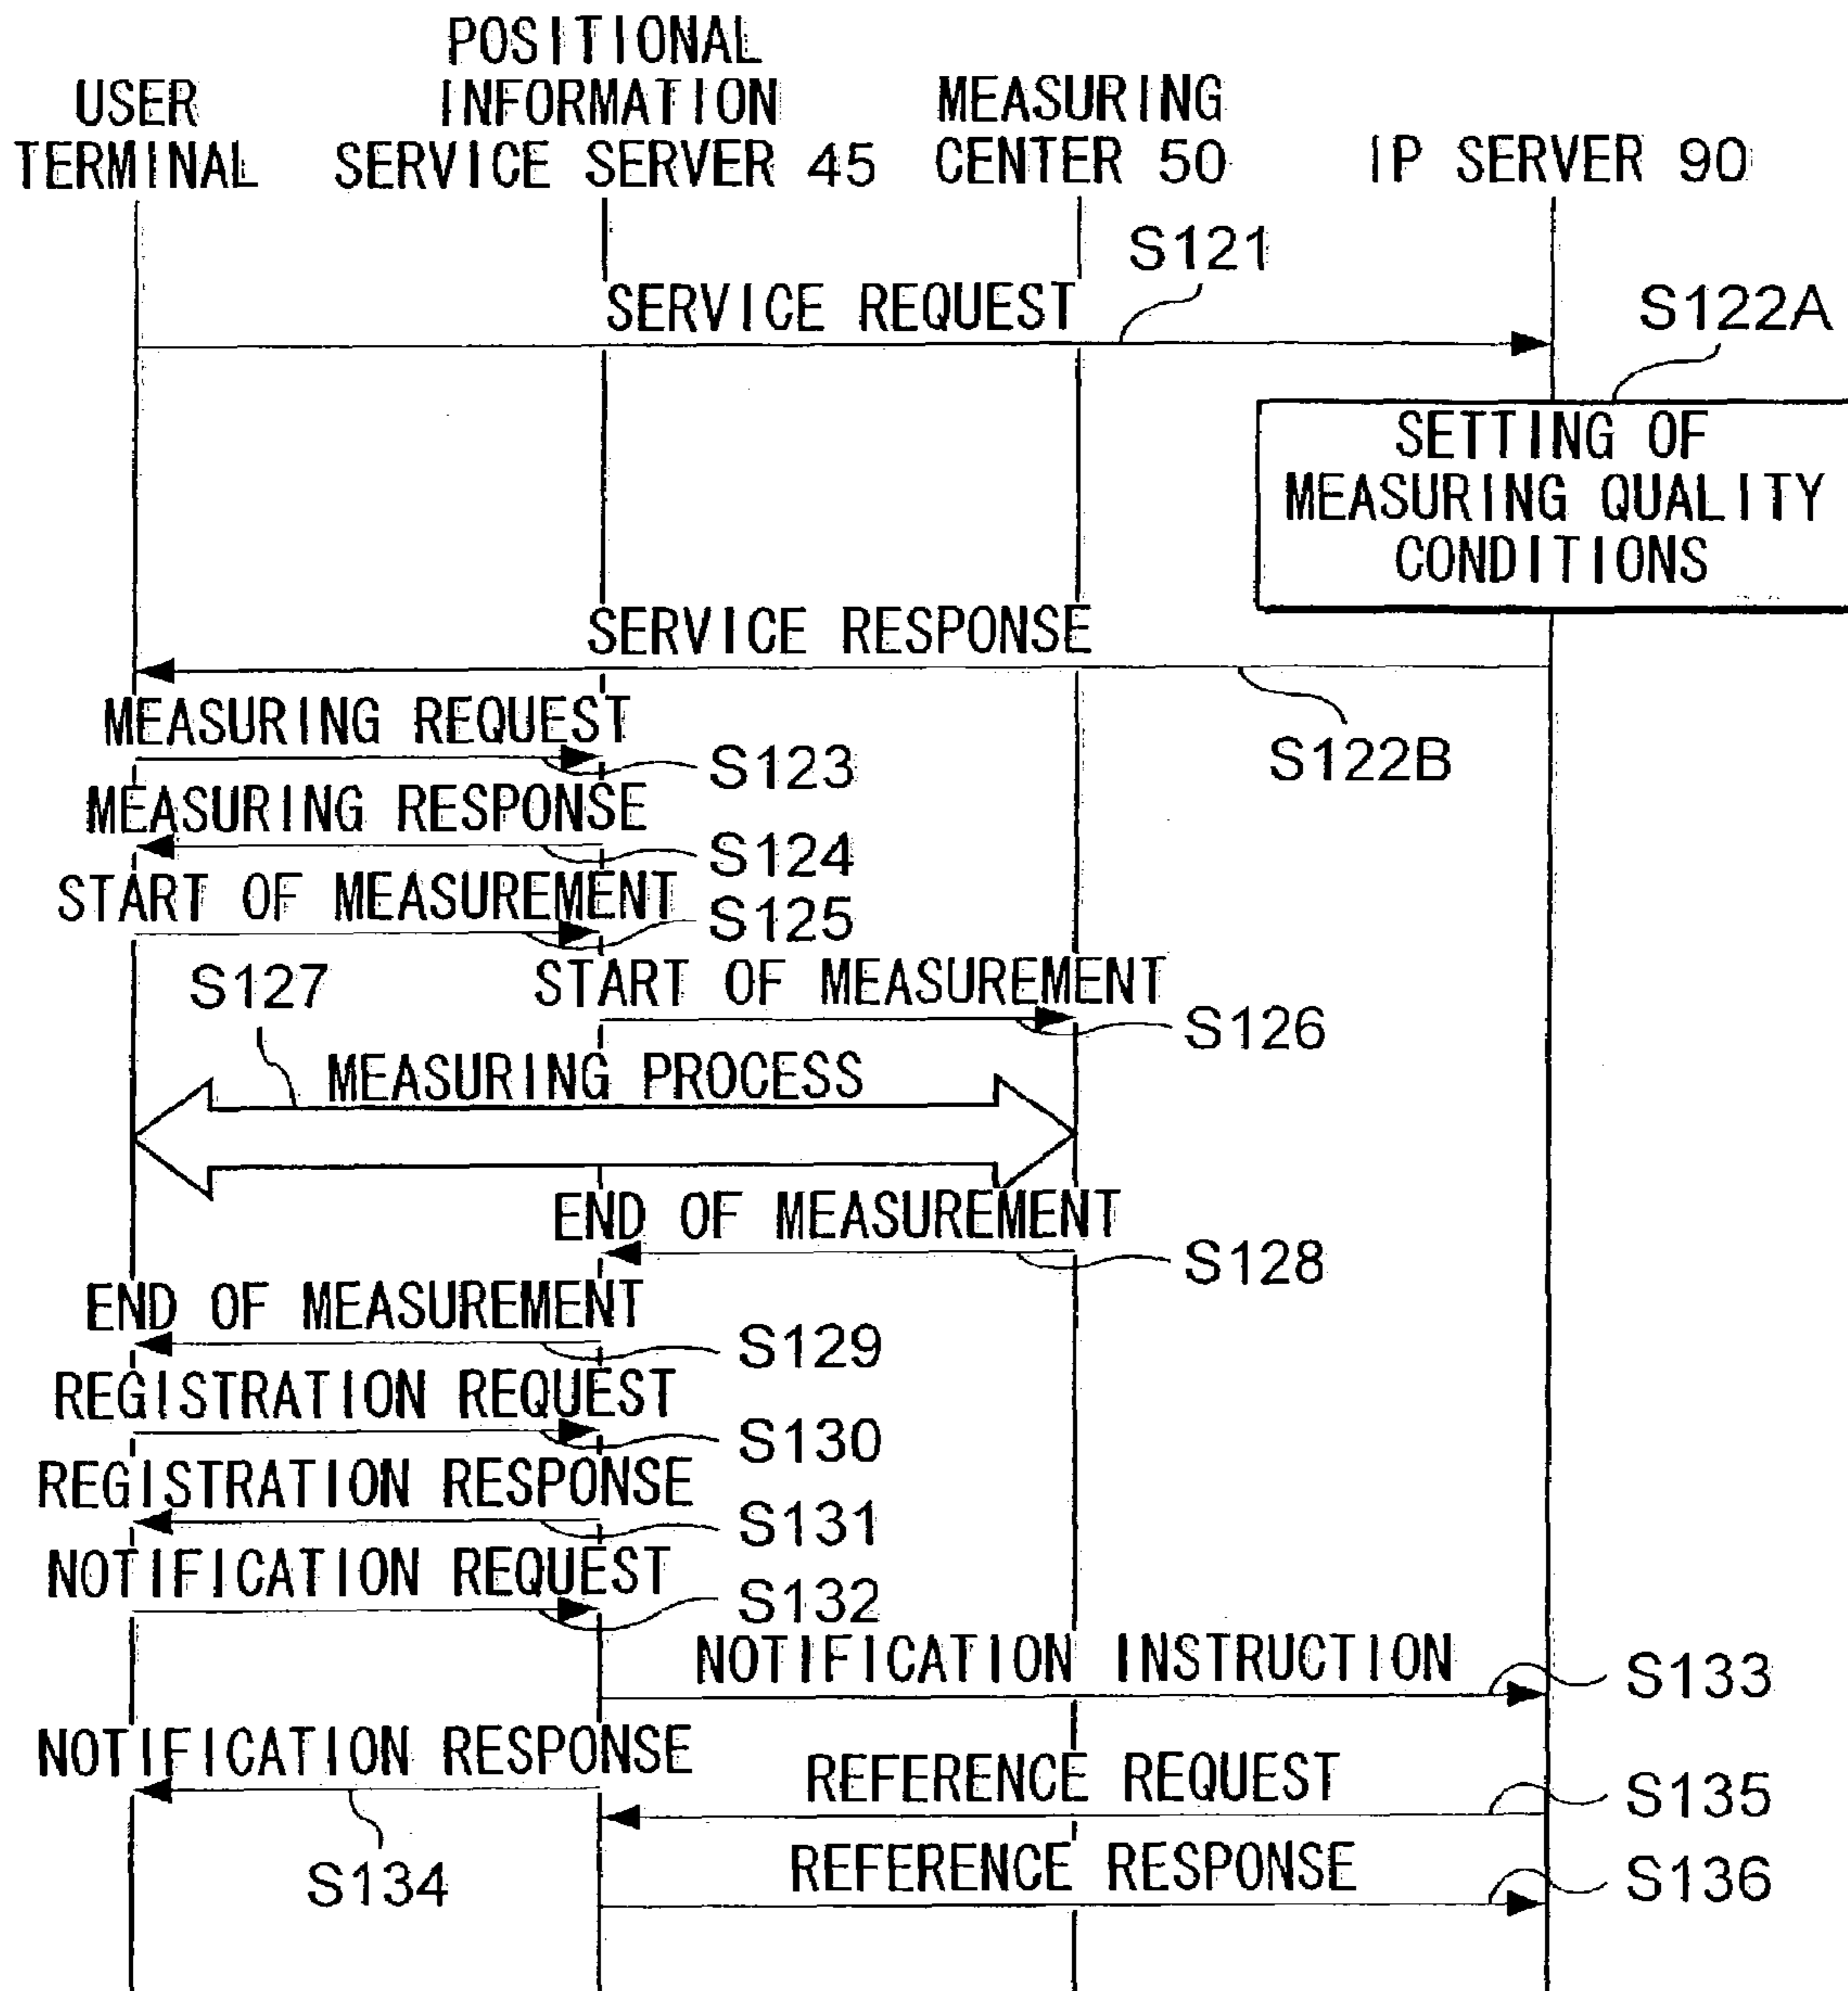 USER
TERMINAL
POSITIONAL
INFORMATION
SERVICE SERVER 45
MEASURING
CENTER 50
IP SERVER 90
S121
SERVICE REQUEST
S122A
SETTING OF
MEASURING QUALITY
CONDITIONS
SERVICE RESPONSE
S122B
MEASURING REQUEST
S123
MEASURING RESPONSE
S124
START OF MEASUREMENT
S125
S127
START OF MEASUREMENT
S126
MEASURING PROCESS
END OF MEASUREMENT
S128
END OF MEASUREMENT
S129
REGISTRATION REQUEST
S130
REGISTRATION RESPONSE
S131
NOTIFICATION REQUEST
S132
NOTIFICATION INSTRUCTION
S133
NOTIFICATION RESPONSE
S134
REFERENCE REQUEST
S135
REFERENCE RESPONSE
S136